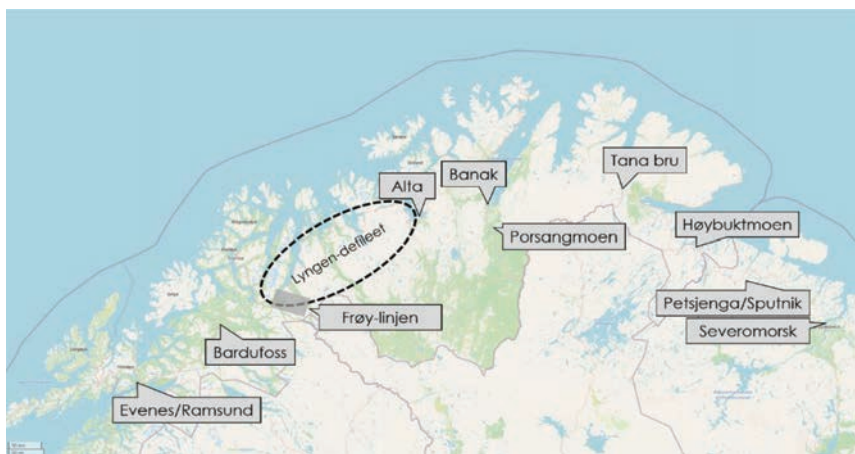 Tana bru
Banak
Alta
Høybuktmoen
Porsangmoen
Lyngen-defileet
Petsjenga/Sputnik
Frøy-linjen
Severomorsk
Bardufoss
Evenes/Ramsund